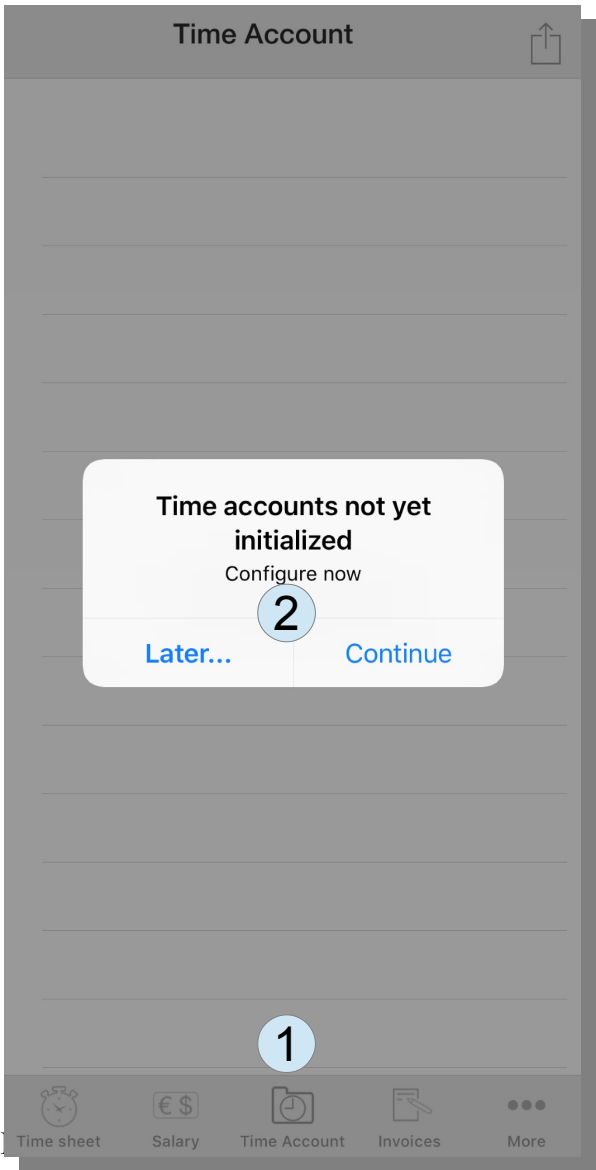 Time Account
Time accounts not yet
initialized
Configure now
2
Later...
Continue
1
€ $
Time sheet
Salary
Time Account
Invoices
More